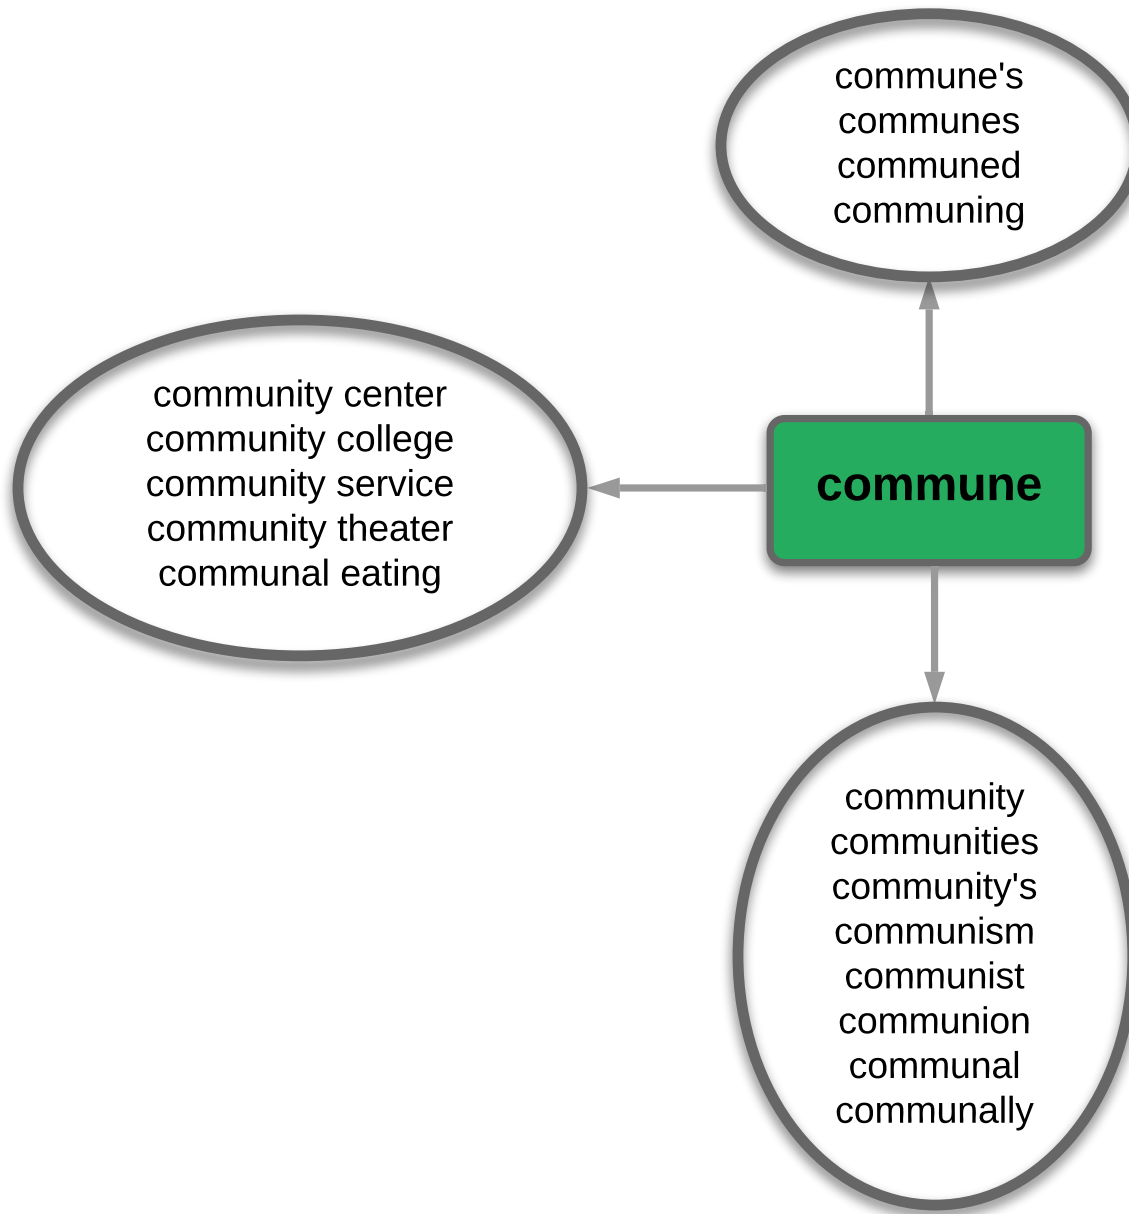 commune's
communes
communed
communing
community center
community college
community service
community theater
communal eating
commune
community
communities
community's
communism
communist
communion
communal
communally